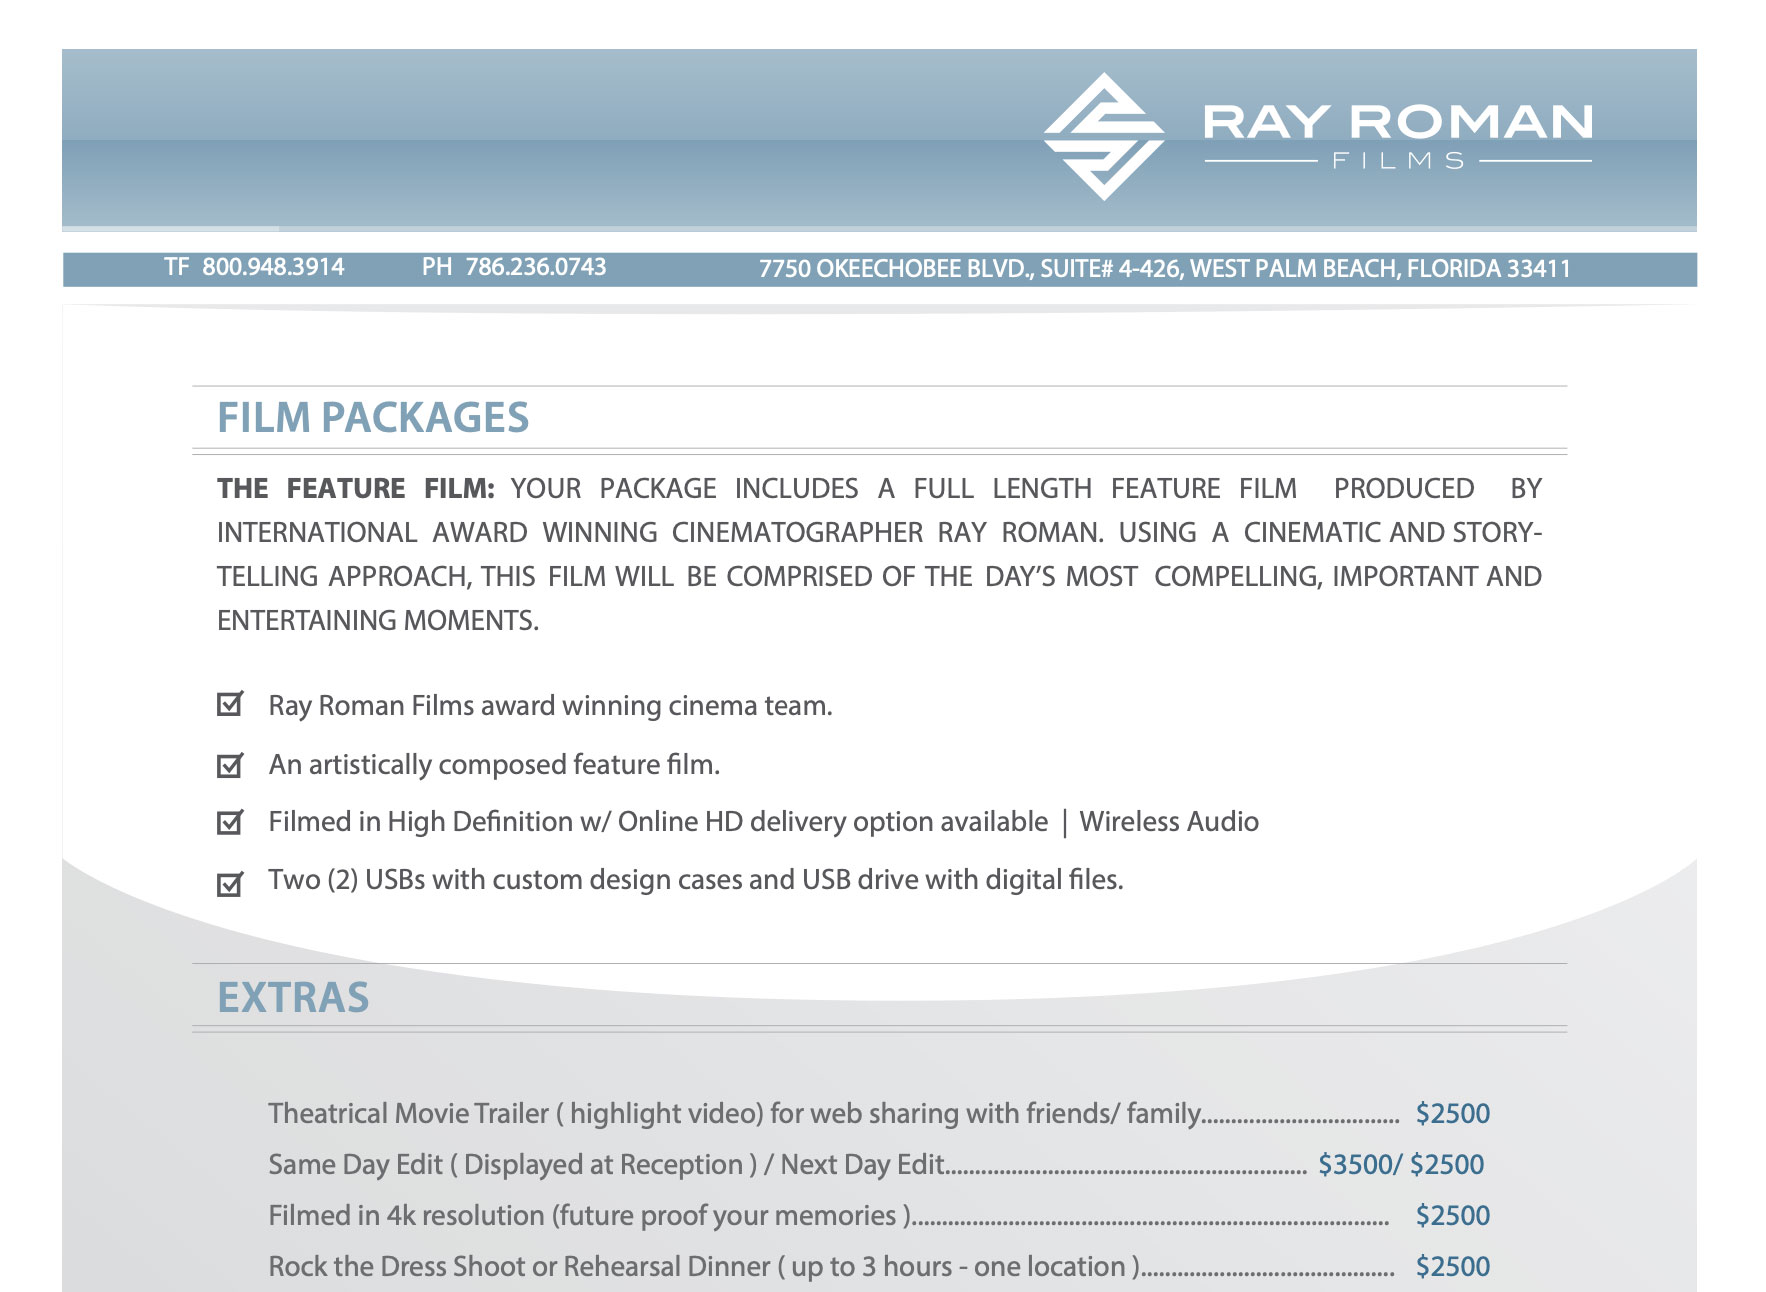 RAY ROMAN
FILMS
TF 800.948.3914 PH 786.236.0743 7750 OKEECHOBEE BLVD., SUITE# 4-426, WEST PALM BEACH, FLORIDA 33411
FILM PACKAGES
THE FEATURE FILM: YOUR PACKAGE INCLUDES A FULL LENGTH FEATURE FILM PRODUCED BY
INTERNATIONAL AWARD WINNING CINEMATOGRAPHER RAY ROMAN. USING A CINEMATIC AND STORY-
TELLING APPROACH, THIS FILM WILL BE COMPRISED OF THE DAY'S MOST COMPELLING, IMPORTANT AND
ENTERTAINING MOMENTS.
Ray Roman Films award winning cinema team.
An artistically composed feature film.
Filmed in High Definition w/ Online HD delivery option available | Wireless Audio
Two (2) USBs with custom design cases and USB drive with digital files.
EXTRAS
Theatrical Movie Trailer ( highlight video) for web sharing with friends/ family................................. $2500
Same Day Edit ( Displayed at Reception ) / Next Day Edit............................................................ $3500/ $2500
Filmed in 4k resolution (future proof your memories )............................................................................... $2500
Rock the Dress Shoot or Rehearsal Dinner ( up to 3 hours - one location ).......................................... $2500